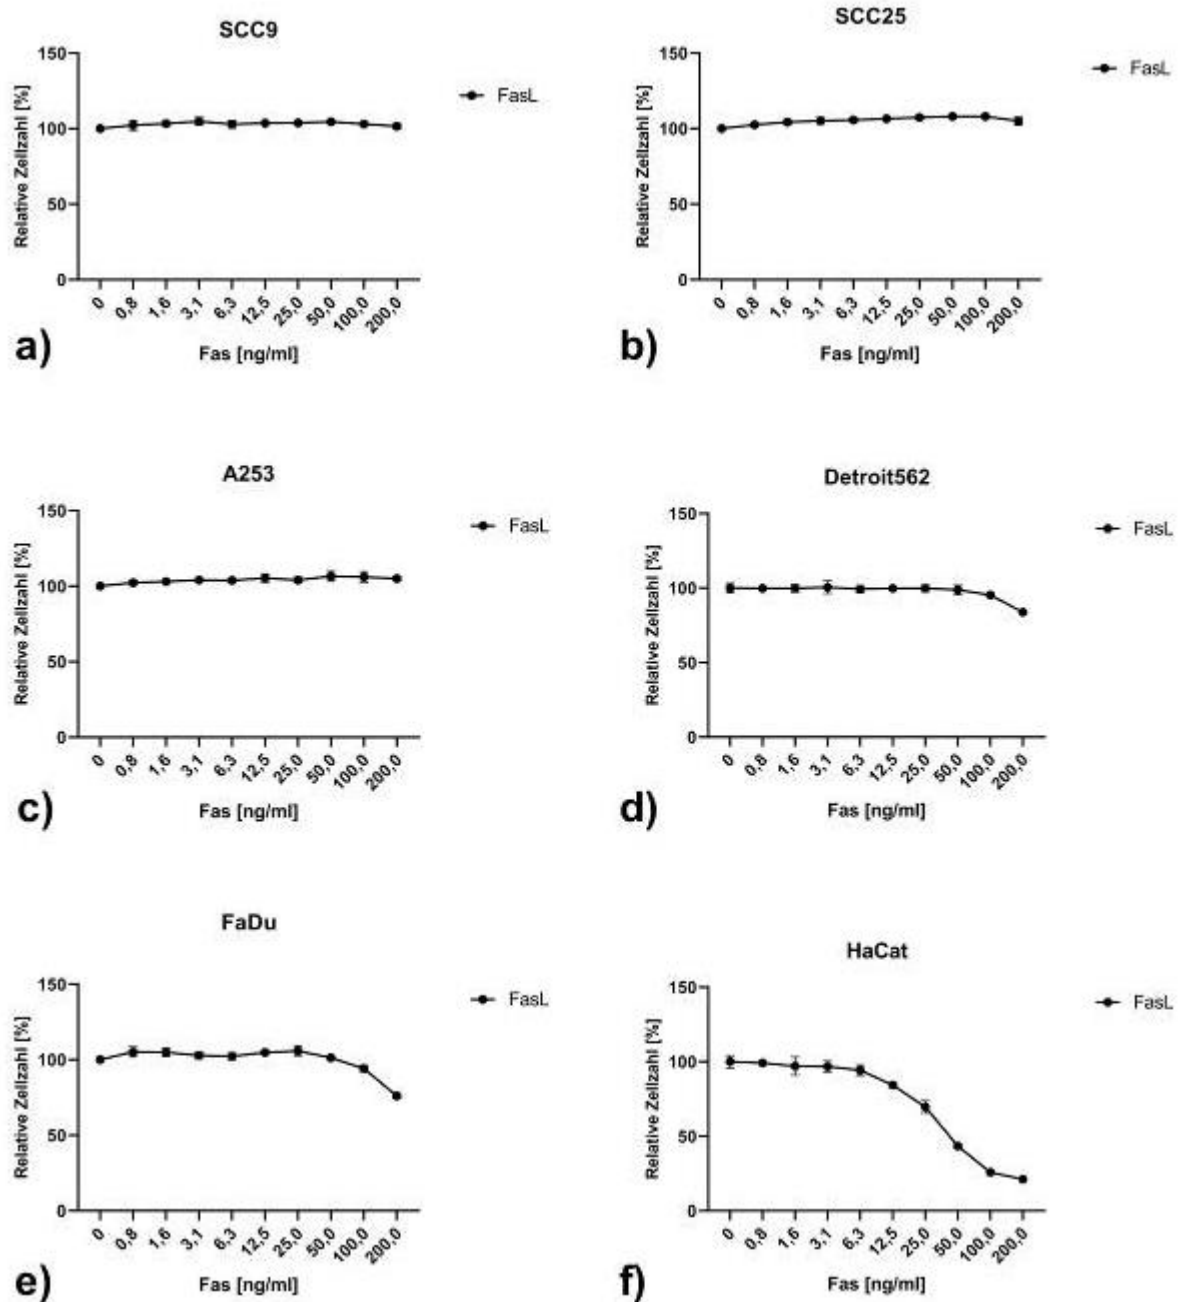 SCC9
150
100
50
0
Relative Zellzahl [%]
FasL
0 0,8 1,6 3,1 6,3 12,5 25,0 50,0 100,0 200,0
Fas [ng/ml]
a)
SCC25
150
100
50
0
Relative Zellzahl [%]
FasL
0 0,8 1,6 3,1 6,3 12,5 25,0 50,0 100,0 200,0
Fas [ng/ml]
b)
A253
150
100
50
0
Relative Zellzahl [%]
FasL
0 0,8 1,6 3,1 6,3 12,5 25,0 50,0 100,0 200,0
Fas [ng/ml]
c)
Detroit562
150
100
50
0
Relative Zellzahl [%]
FasL
0 0,8 1,6 3,1 6,3 12,5 25,0 50,0 100,0 200,0
Fas [ng/ml]
d)
FaDu
150
100
50
0
Relative Zellzahl [%]
FasL
0 0,8 1,6 3,1 6,3 12,5 25,0 50,0 100,0 200,0
Fas [ng/ml]
e)
HaCat
150
100
50
0
Relative Zellzahl [%]
FasL
0 0,8 1,6 3,1 6,3 12,5 25,0 50,0 100,0 200,0
Fas [ng/ml]
f)